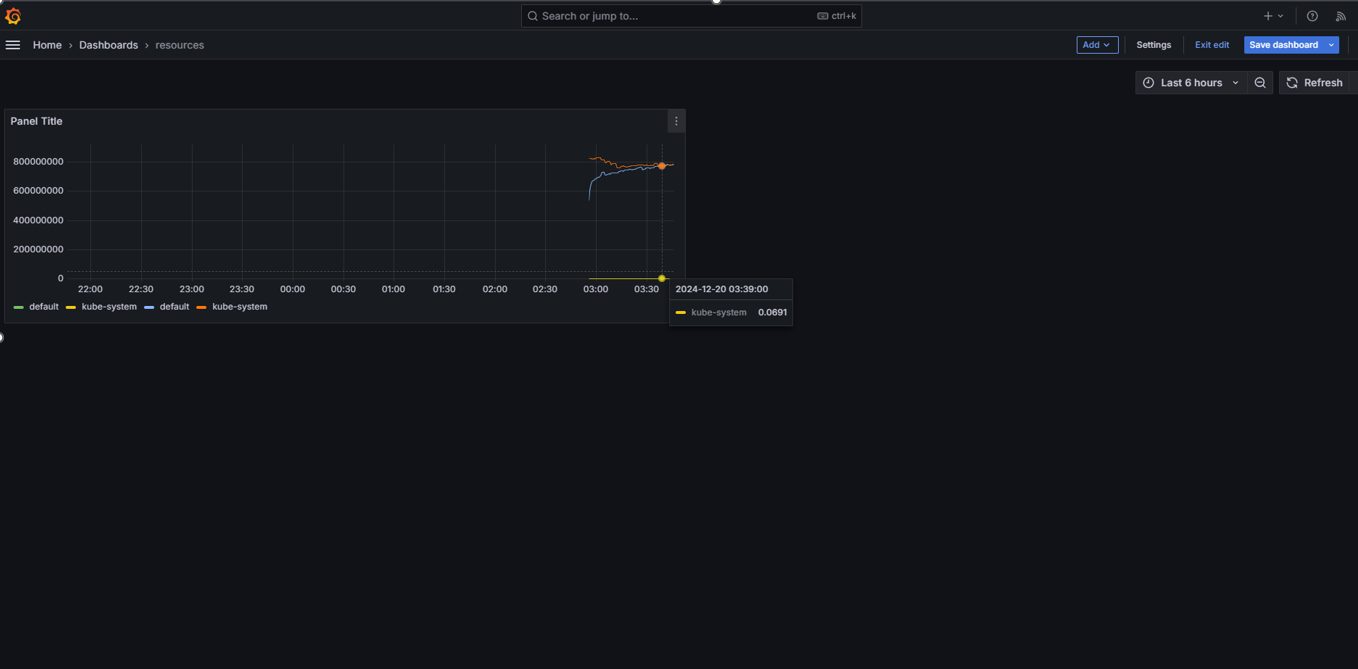 Search or jump to... ctrl+k
Home › Dashboards › resources Add Settings Exit edit Save dashboard
Last 6 hours Refresh
Panel Title
800000000
600000000
400000000
200000000
0
22:00 22:30 23:00 23:30 00:00 00:30 01:00 01:30 02:00 02:30 03:00 03:30
default kube-system default kube-system
2024-12-20 03:39:00
kube-system 0.0691